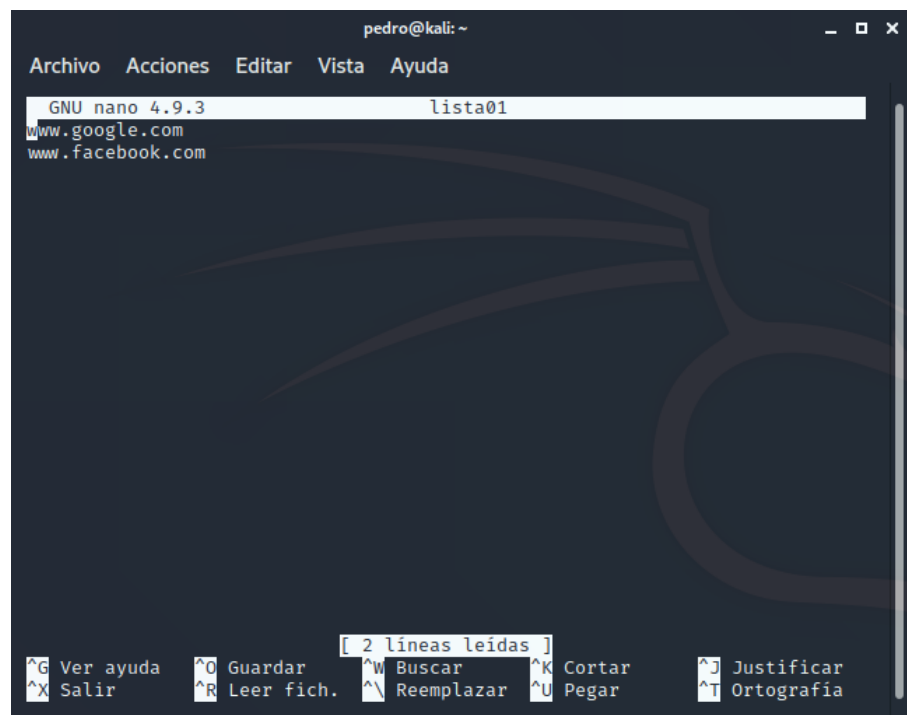 pedro@kali: ~
Archivo Acciones Editar Vista Ayuda
GNU nano 4.9.3 lista01
www.google.com
www.facebook.com
[ 2 líneas leídas ]
^G Ver ayuda ^O Guardar ^W Buscar ^K Cortar ^J Justificar
^X Salir ^R Leer fich. ^\ Reemplazar ^U Pegar ^T Ortografía